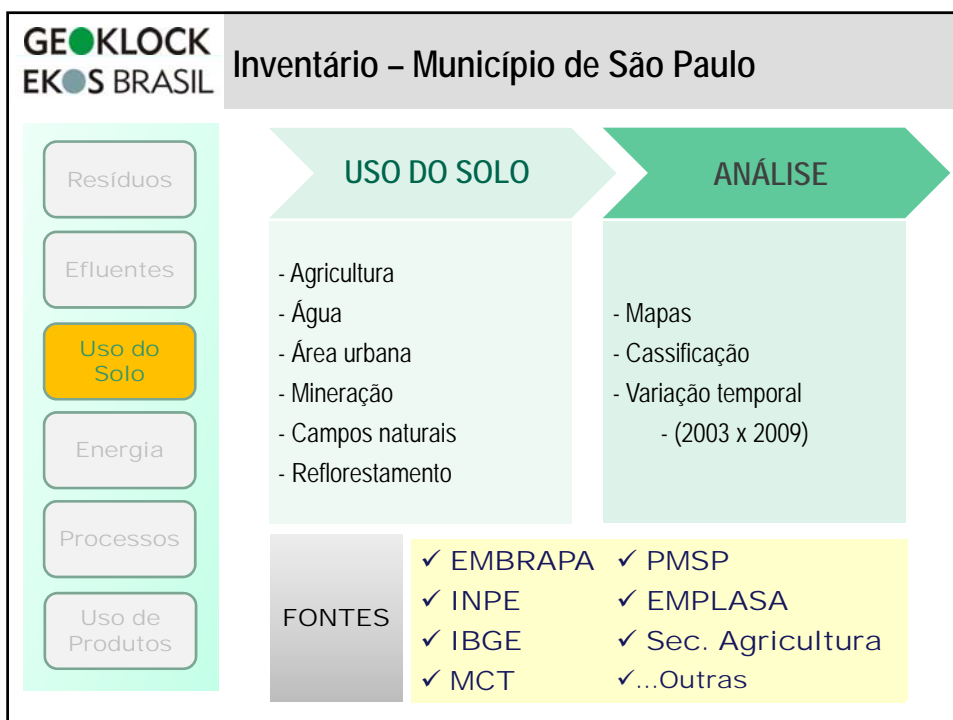 GEOKLOCK
EKOS BRASIL
Inventário – Município de São Paulo
Resíduos
Efluentes
Uso do
Solo
Energia
Processos
Uso de
Produtos
USO DO SOLO
- Agricultura
- Água
- Área urbana
- Mineração
- Campos naturais
- Reflorestamento
ANÁLISE
- Mapas
- Cassificação
- Variação temporal
- (2003 x 2009)
FONTES
✓ EMBRAPA
✓ INPE
✓ IBGE
✓ MCT
✓ PMSP
✓ EMPLASA
✓ Sec. Agricultura
✓...Outras